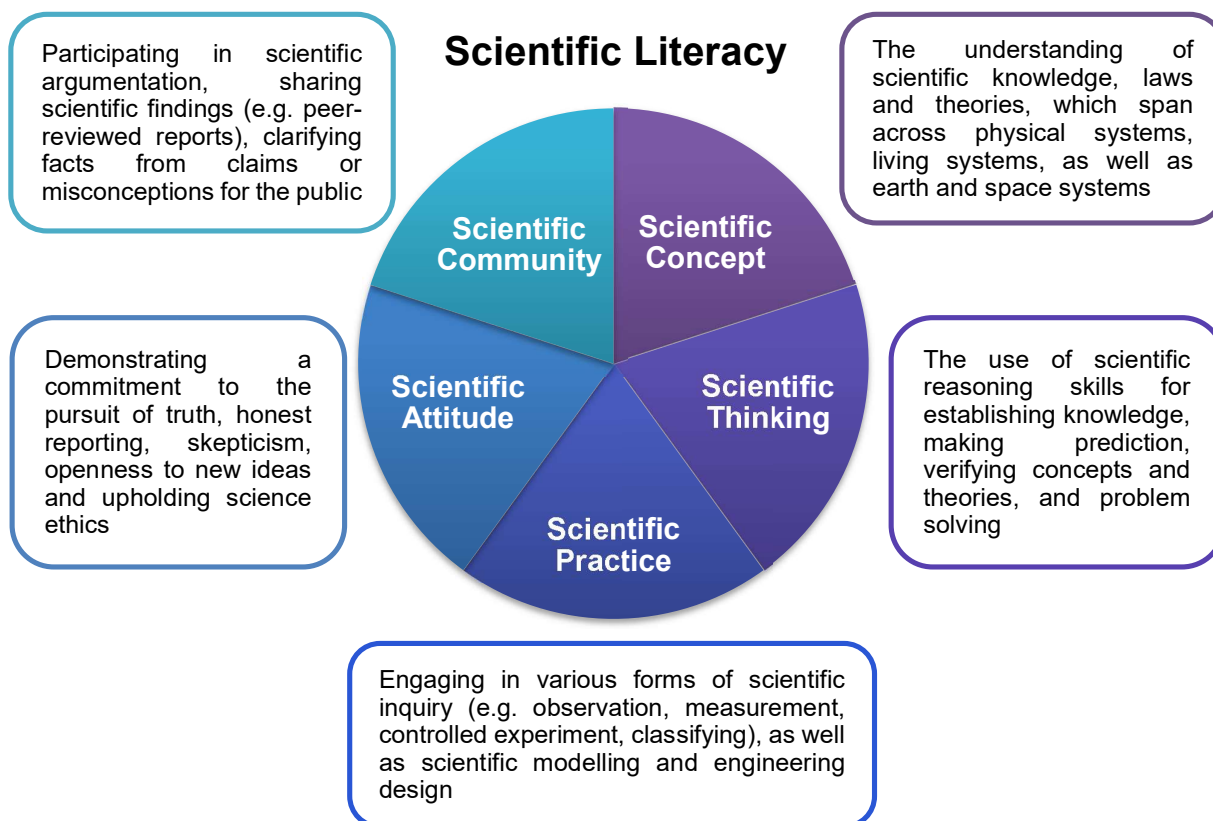 Scientific Literacy
Participating in scientific
argumentation, sharing
scientific findings (e.g. peer-
reviewed reports), clarifying
facts from claims or
misconceptions for the public
The understanding of
scientific knowledge, laws
and theories, which span
across physical systems,
living systems, as well as
earth and space systems
Scientific
Community
Scientific
Concept
Demonstrating a
commitment to the
pursuit of truth, honest
reporting, skepticism,
openness to new ideas
and upholding science
ethics
Scientific
Attitude
Scientific
Thinking
The use of scientific
reasoning skills for
establishing knowledge,
making prediction,
verifying concepts and
theories, and problem
solving
Scientific
Practice
Engaging in various forms of scientific
inquiry (e.g. observation, measurement,
controlled experiment, classifying), as well
as scientific modelling and engineering
design